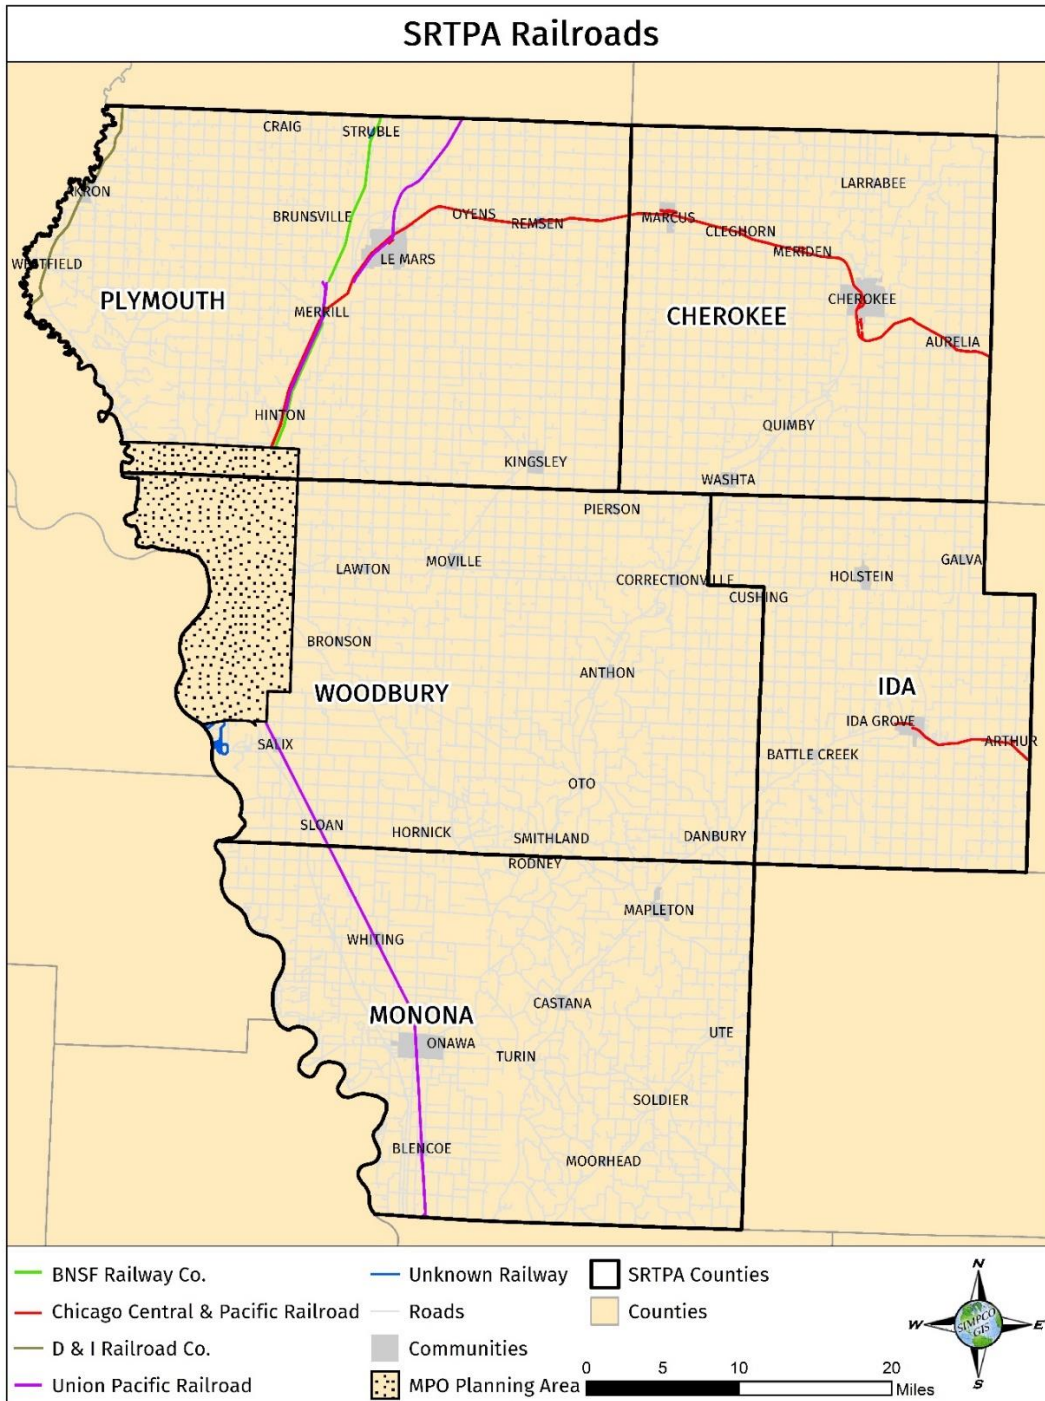 SRTPA Railroads
CRAIG
STRUBLE
LARRABEE
AKRON
BRUNSVILLE
OYENS
REMSEN
MARCUS
CLEGHORN
MERIDEN
WESTFIELD
LE MARS
PLYMOUTH
CHEROKEE
MERRILL
CHEROKEE
AURELIA
HINTON
QUIMBY
KINGSLEY
WASHTA
PIERSON
LAWTON
MOVILLE
CORRECTIONVILLE
CUSHING
HOLSTEIN
GALVA
BRONSON
ANTHON
WOODBURY
IDA
IDA GROVE
ARTHUR
SALIX
BATTLE CREEK
OTO
SLOAN
HORNICK
SMITHLAND
DANBURY
RODNEY
MAPLETON
WHITING
CASTANA
MONONA
ONAWA
TURIN
UTE
SOLDIER
BLENCOE
MOORHEAD
BNSF Railway Co.
Chicago Central & Pacific Railroad
D & I Railroad Co.
Union Pacific Railroad
Unknown Railway
Roads
Communities
MPO Planning Area
SRTPA Counties
Counties
0 5 10 20
Miles
N
W E
S
SIMPCO
GIS